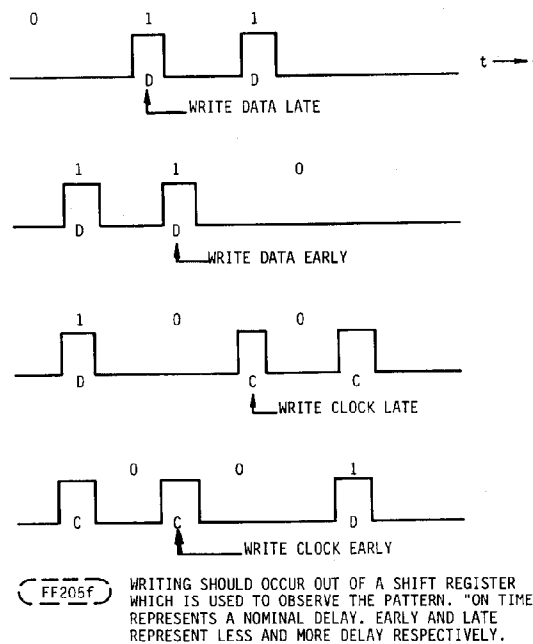 0 1 1
t
D D
WRITE DATA LATE
1 1 0
D D
WRITE DATA EARLY
1 0 0
D C C
WRITE CLOCK LATE
0 0 1
C C D
WRITE CLOCK EARLY
FF205f
WRITING SHOULD OCCUR OUT OF A SHIFT REGISTER
WHICH IS USED TO OBSERVE THE PATTERN. "ON TIME
REPRESENTS A NOMINAL DELAY. EARLY AND LATE
REPRESENT LESS AND MORE DELAY RESPECTIVELY.